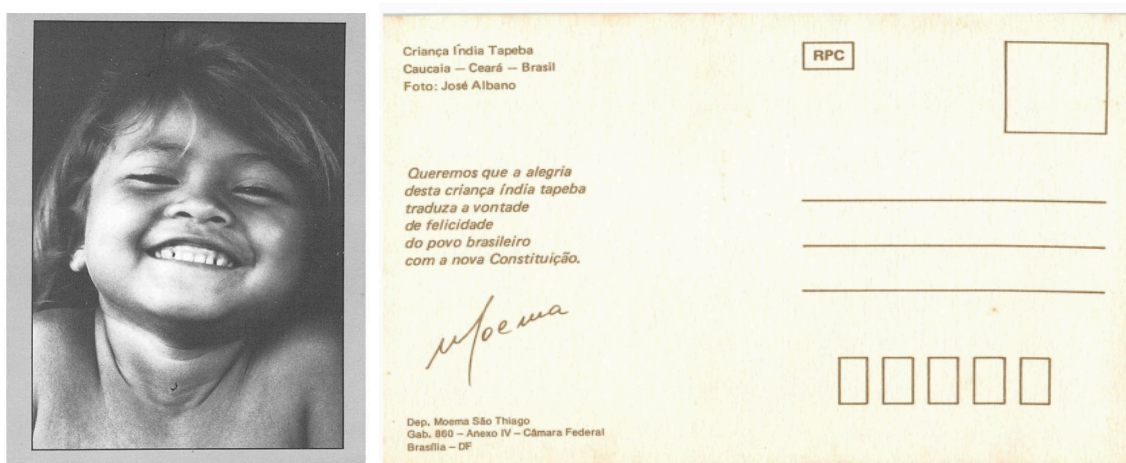 Criança Índia Tapeba
Caucaia — Ceará — Brasil
Foto: José Albano
RPC
Queremos que a alegria
desta criança índia tapeba
traduza a vontade
de felicidade
do povo brasileiro
com a nova Constituição.
Moema
Dep. Moema São Thiago
Gab. 860 — Anexo IV — Câmara Federal
Brasília — DF